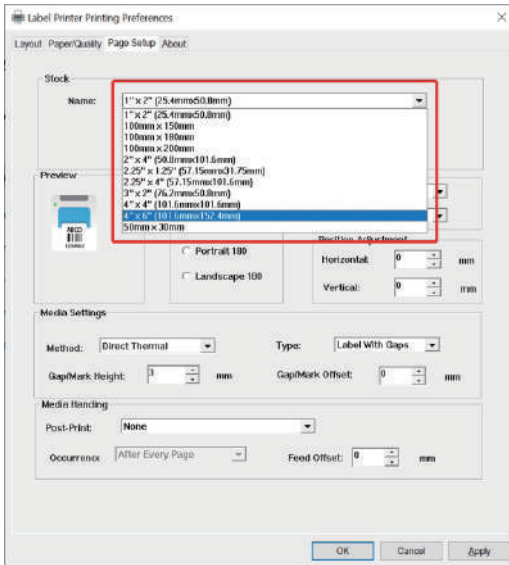 Label Printer Printing Preferences
Layout Paper/Quality Page Setup About
Stock
Name: 1" x 2" (25.4mmx50.8mm)
1" x 2" (25.4mmx50.8mm)
100mm x 150mm
100mm x 180mm
100mm x 200mm
2" x 4" (50.8mmx101.6mm)
2.25" x 1.25" (57.15mmx31.75mm)
2.25" x 4" (57.15mmx101.6mm)
3" x 2" (76.2mmx50.8mm)
4" x 4" (101.6mmx101.6mm)
4" x 6" (101.6mmx152.4mm)
50mm x 30mm
Preview
ABCD
Portrait 180
Landscape 180
Position Adjustment
Horizontal: 0 mm
Vertical: 0 mm
Media Settings
Method: Direct Thermal Type: Label With Gaps
Gap/Mark Height: 3 mm Gap/Mark Offset: 0 mm
Media Handing
Post-Print: None
Occurrence After Every Page Feed Offset: 0 mm
OK Cancel Apply